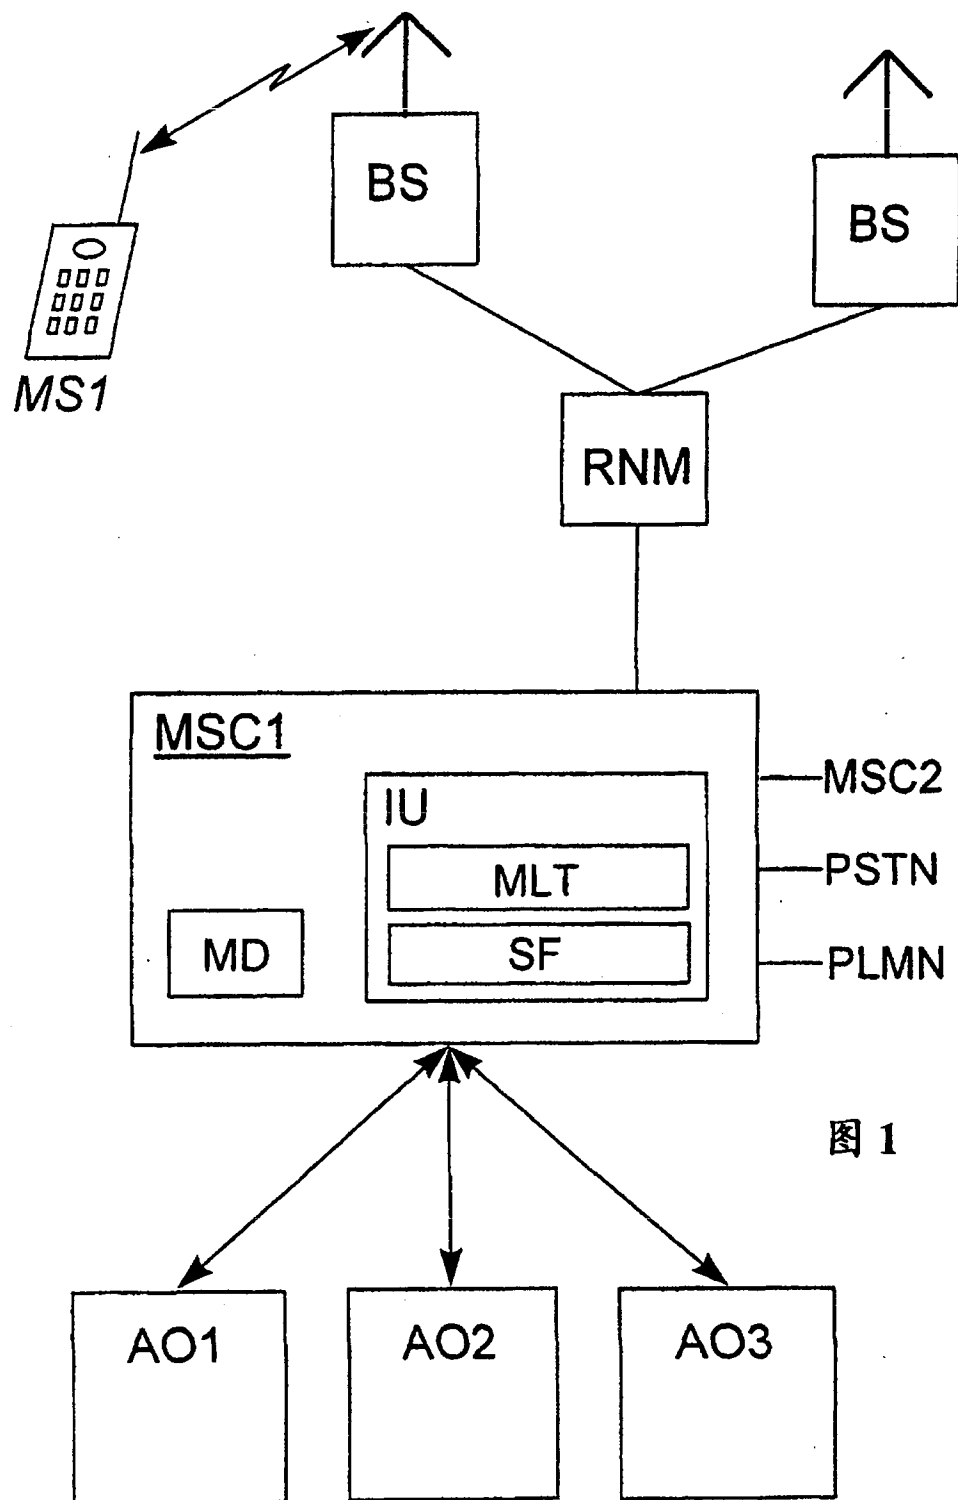 BS
BS
MS1
RNM
MSC1
IU
MLT
SF
MD
MSC2
PSTN
PLMN
图 1
AO1
AO2
AO3